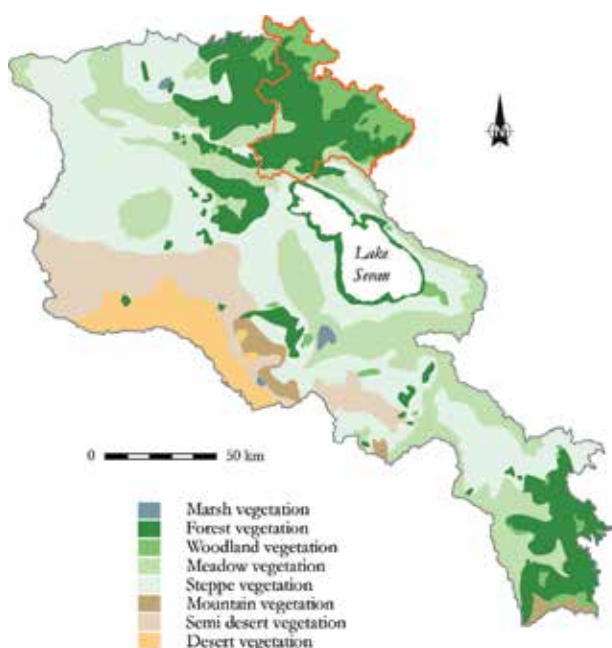 N
Lake
Sevan
0 50 km
Marsh vegetation
Forest vegetation
Woodland vegetation
Meadow vegetation
Steppe vegetation
Mountain vegetation
Semi desert vegetation
Desert vegetation